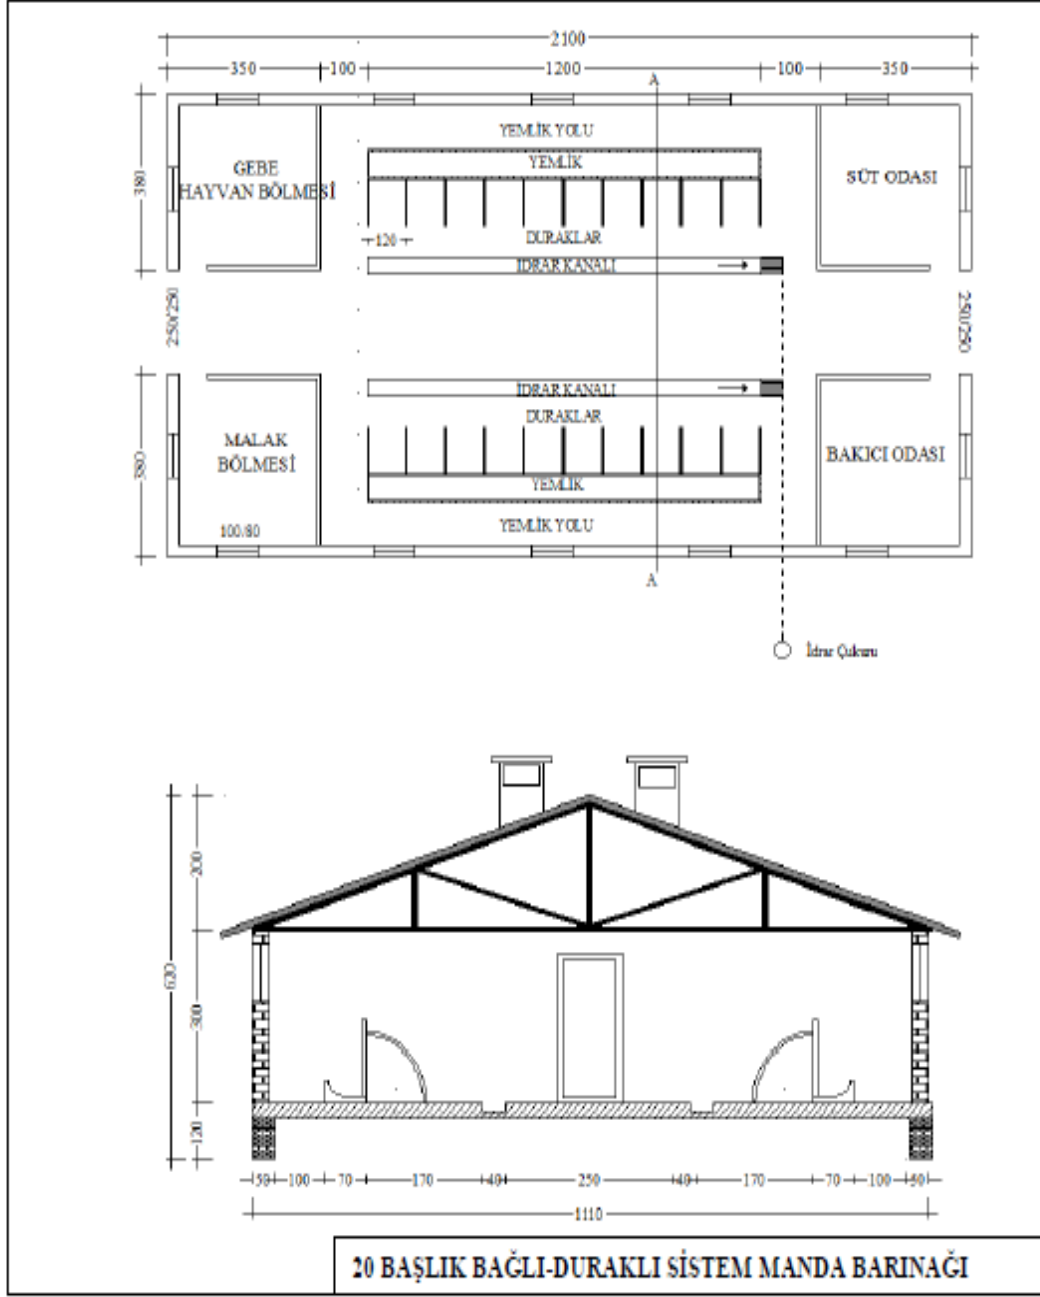 2100
350 100 1200 100 350
A
YEMLİK YOLU
YEMLİK
GEBE
HAYVAN BÖLMESİ
SÜT ODASI
380
120
DURAKLAR
İDRAR KANALI
250/250
250/250
İDRAR KANALI
DURAKLAR
MALAK
BÖLMESİ
BAKICI ODASI
380
YEMLİK
YEMLİK YOLU
100/80
A
İdrar Çukuru
200
620
300
120
50 100 70 170 40 250 40 170 70 100 50
1110
20 BAŞLIK BAĞLI-DURAKLI SİSTEM MANDA BARINAĞI